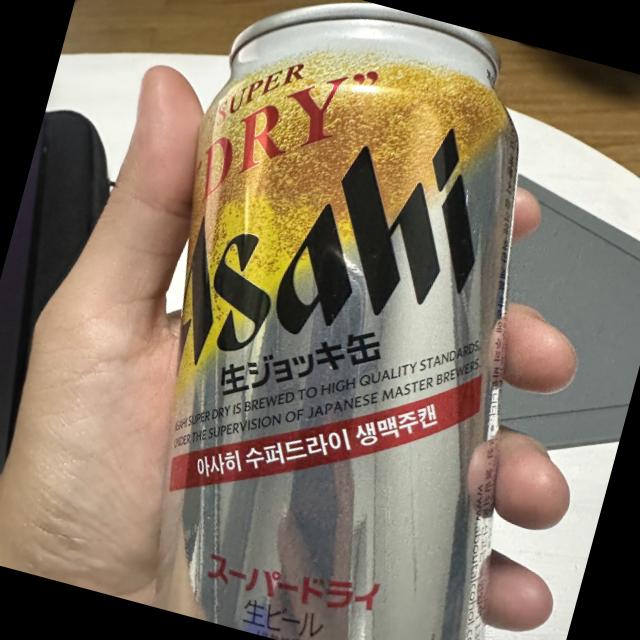 SUPER
"DRY"
Asahi
生ジョッキ缶
ASAHI SUPER DRY IS BREWED TO HIGH QUALITY STANDARDS,
UNDER THE SUPERVISION OF JAPANESE MASTER BREWERS.
아사히 수퍼드라이 생맥주캔
スーパードライ
生ビール